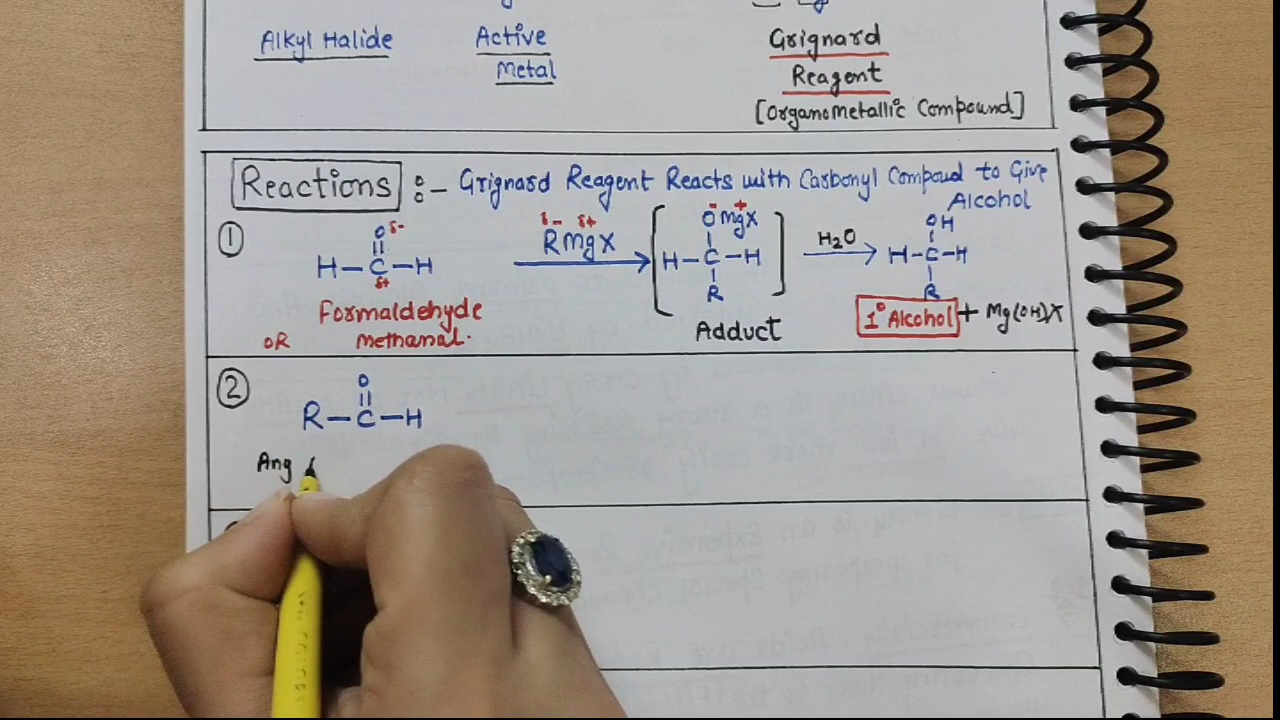 Alkyl Halide Active Metal Grignard Reagent
[Organometallic Compound]
Reactions :- Grignard Reagent Reacts with Carbonyl Compoud to Give Alcohol
① H-C-H O δ- δ+
Formaldehyde
OR methanal.
δ- δ+
RMgX
O- Mg+X
H-C-H
R
Adduct
H2O
OH
H-C-H
R
1° Alcohol + Mg(OH)X
② O
R-C-H
Any